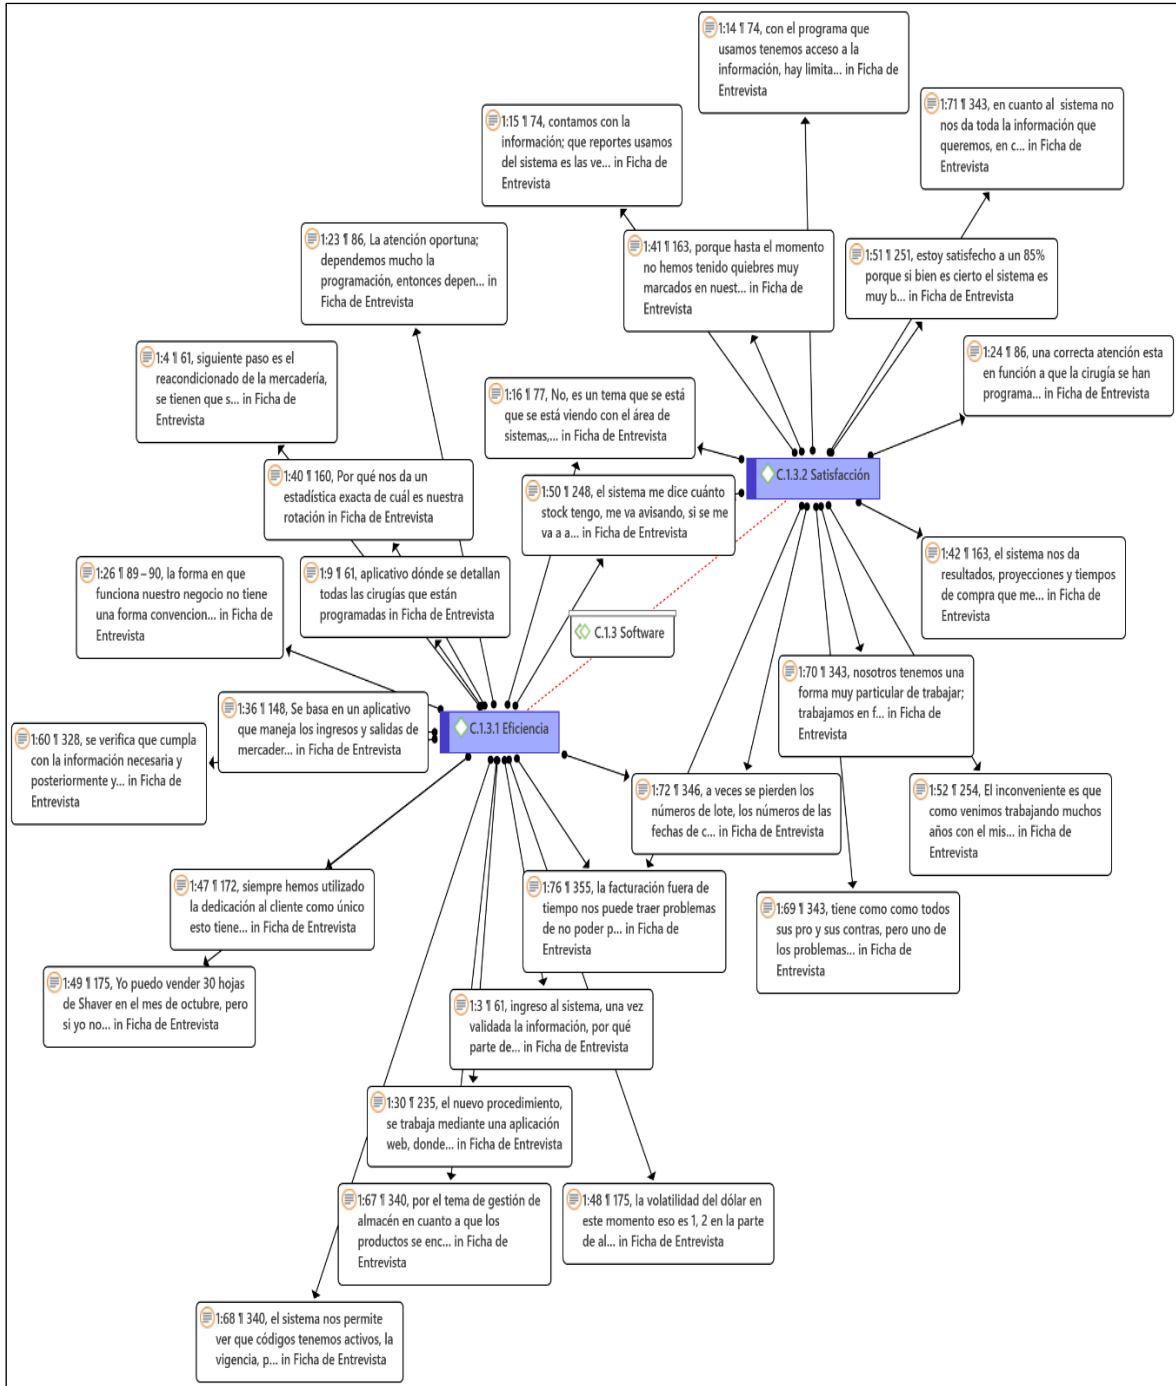 1:14 ¶ 74, con el programa que
usamos tenemos acceso a la
información, hay limita... in Ficha de
Entrevista
1:71 ¶ 343, en cuanto al sistema no
nos da toda la información que
queremos, en c... in Ficha de
Entrevista
1:15 ¶ 74, contamos con la
información; que reportes usamos
del sistema es las ve... in Ficha de
Entrevista
1:23 ¶ 86, La atención oportuna;
dependemos mucho la
programación, entonces depen... in
Ficha de Entrevista
1:41 ¶ 163, porque hasta el momento
no hemos tenido quiebres muy
marcados en nuest... in Ficha de
Entrevista
1:51 ¶ 251, estoy satisfecho a un 85%
porque si bien es cierto el sistema es
muy b... in Ficha de Entrevista
1:4 ¶ 61, siguiente paso es el
reacondicionado de la mercadería,
se tienen que s... in Ficha de
Entrevista
1:24 ¶ 86, una correcta atención esta
en función a que la cirugía se han
programa... in Ficha de Entrevista
1:16 ¶ 77, No, es un tema que se está
que se está viendo con el área de
sistemas,... in Ficha de Entrevista
C.1.3.2 Satisfacción
1:40 ¶ 160, Por qué nos da un
estadística exacta de cuál es nuestra
rotación in Ficha de Entrevista
1:50 ¶ 248, el sistema me dice cuánto
stock tengo, me va avisando, si se me
va a a... in Ficha de Entrevista
1:42 ¶ 163, el sistema nos da
resultados, proyecciones y tiempos
de compra que me... in Ficha de
Entrevista
1:26 ¶ 89 – 90, la forma en que
funciona nuestro negocio no tiene
una forma convencion... in Ficha de
Entrevista
1:9 ¶ 61, aplicativo dónde se detallan
todas las cirugías que están
programadas in Ficha de Entrevista
C.1.3 Software
1:70 ¶ 343, nosotros tenemos una
forma muy particular de trabajar;
trabajamos en f... in Ficha de
Entrevista
1:36 ¶ 148, Se basa en un aplicativo
que maneja los ingresos y salidas de
mercader... in Ficha de Entrevista
C.1.3.1 Eficiencia
1:60 ¶ 328, se verifica que cumpla
con la información necesaria y
posteriormente y... in Ficha de
Entrevista
1:72 ¶ 346, a veces se pierden los
números de lote, los números de las
fechas de c... in Ficha de Entrevista
1:52 ¶ 254, El inconveniente es que
como venimos trabajando muchos
años con el mis... in Ficha de
Entrevista
1:47 ¶ 172, siempre hemos utilizado
la dedicación al cliente como único
esto tiene... in Ficha de Entrevista
1:76 ¶ 355, la facturación fuera de
tiempo nos puede traer problemas
de no poder p... in Ficha de
Entrevista
1:69 ¶ 343, tiene como como todos
sus pro y sus contras, pero uno de
los problemas... in Ficha de
Entrevista
1:49 ¶ 175, Yo puedo vender 30 hojas
de Shaver en el mes de octubre, pero
si yo no... in Ficha de Entrevista
1:3 ¶ 61, ingreso al sistema, una vez
validada la información, por qué
parte de... in Ficha de Entrevista
1:30 ¶ 235, el nuevo procedimiento,
se trabaja mediante una aplicación
web, donde... in Ficha de Entrevista
1:67 ¶ 340, por el tema de gestión de
almacén en cuanto a que los
productos se enc... in Ficha de
Entrevista
1:48 ¶ 175, la volatilidad del dólar en
este momento eso es 1, 2 en la parte
de al... in Ficha de Entrevista
1:68 ¶ 340, el sistema nos permite
ver que códigos tenemos activos, la
vigencia, p... in Ficha de Entrevista